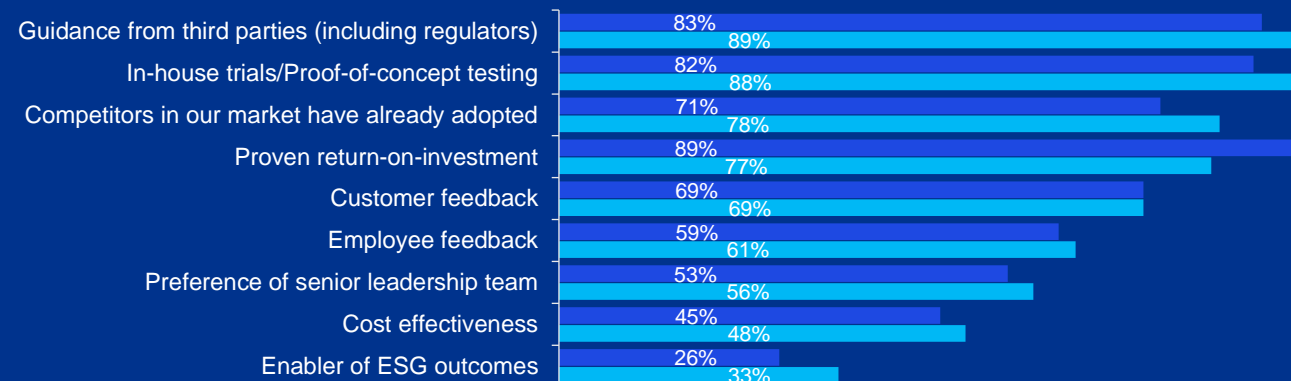 Guidance from third parties (including regulators)
83%
89%
In-house trials/Proof-of-concept testing
82%
88%
Competitors in our market have already adopted
71%
78%
Proven return-on-investment
89%
77%
Customer feedback
69%
69%
Employee feedback
59%
61%
Preference of senior leadership team
53%
56%
Cost effectiveness
45%
48%
Enabler of ESG outcomes
26%
33%